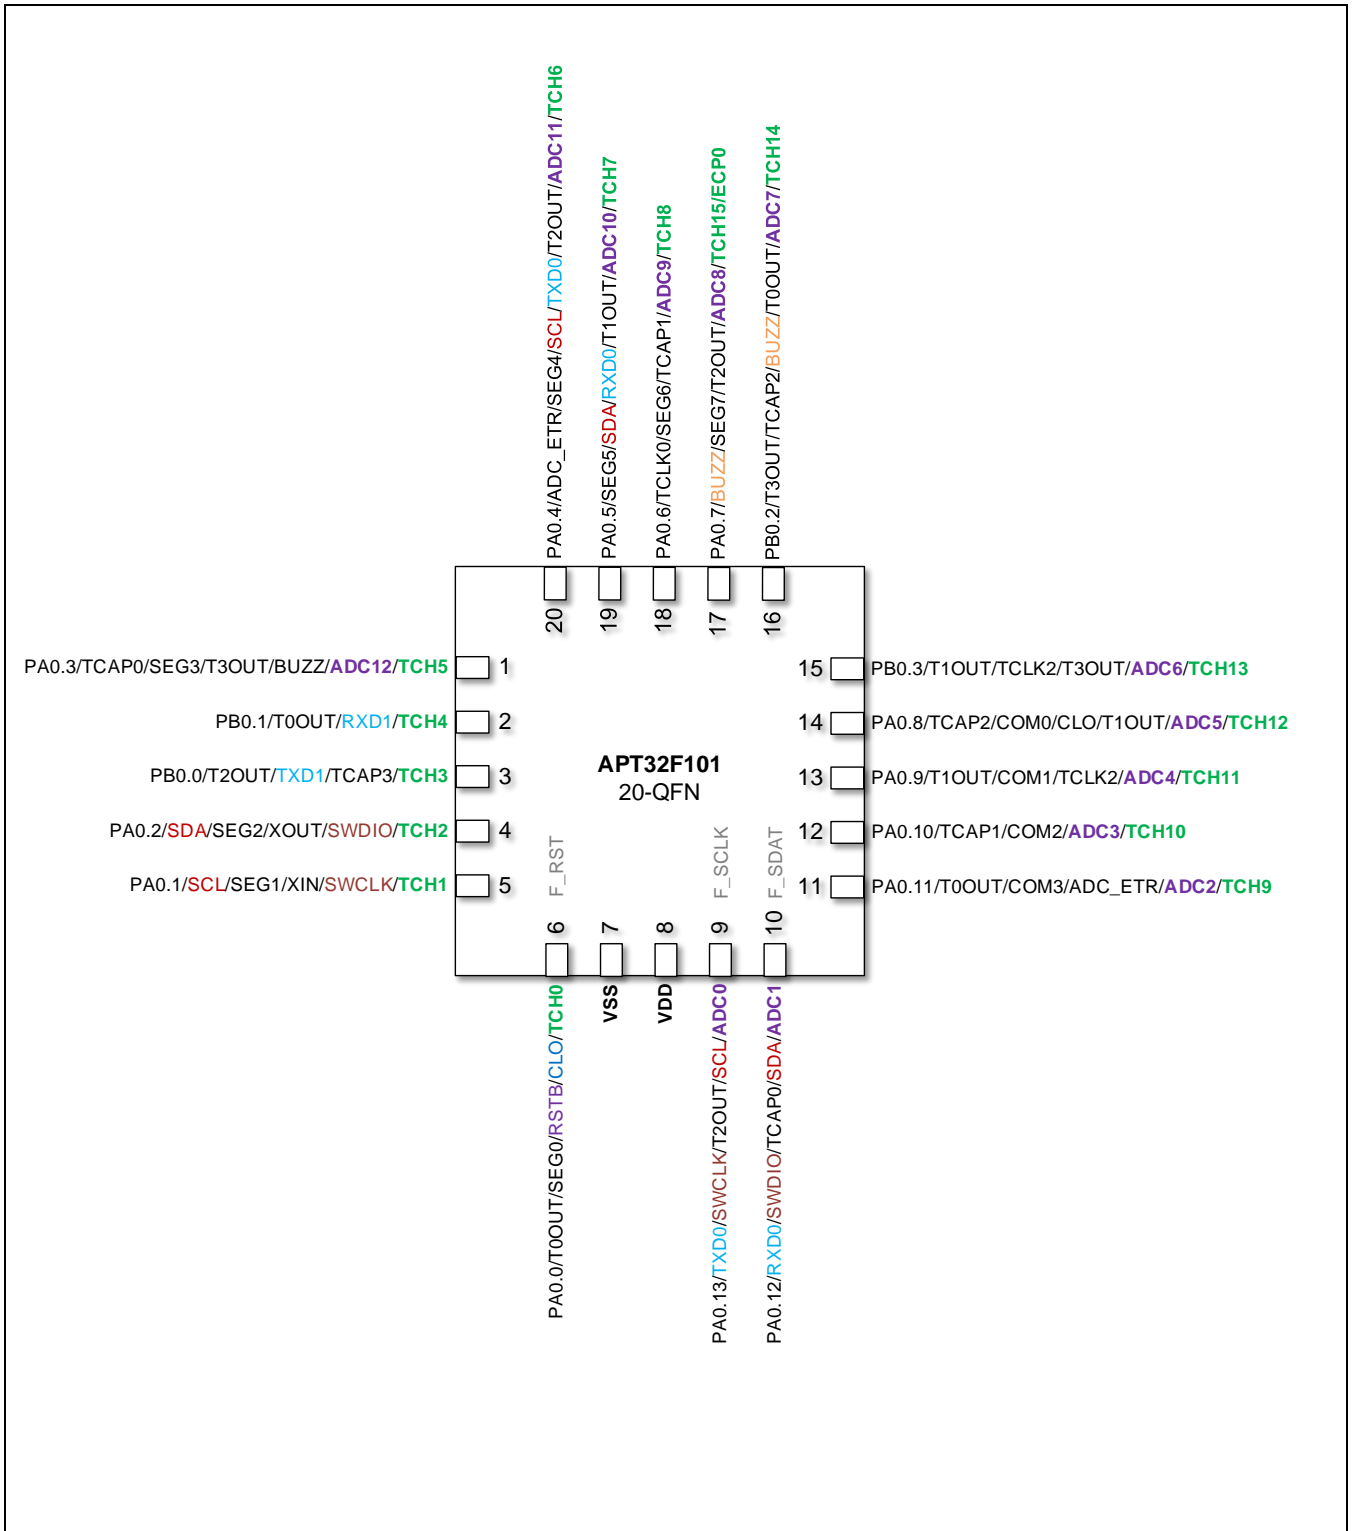 PA0.4/ADC_ETR/SEG4/SCL/TXD0/T2OUT/ADC11/TCH6
PA0.5/SEG5/SDA/RXD0/T1OUT/ADC10/TCH7
PA0.6/TCLK0/SEG6/TCAP1/ADC9/TCH8
PA0.7/BUZZ/SEG7/T2OUT/ADC8/TCH15/ECP0
PB0.2/T3OUT/TCAP2/BUZZ/T0OUT/ADC7/TCH14
20
19
18
17
16
PA0.3/TCAP0/SEG3/T3OUT/BUZZ/ADC12/TCH5
1
PB0.1/T0OUT/RXD1/TCH4
2
PB0.0/T2OUT/TXD1/TCAP3/TCH3
3
PA0.2/SDA/SEG2/XOUT/SWDIO/TCH2
4
PA0.1/SCL/SEG1/XIN/SWCLK/TCH1
5
APT32F101
20-QFN
15
PB0.3/T1OUT/TCLK2/T3OUT/ADC6/TCH13
14
PA0.8/TCAP2/COM0/CLO/T1OUT/ADC5/TCH12
13
PA0.9/T1OUT/COM1/TCLK2/ADC4/TCH11
12
PA0.10/TCAP1/COM2/ADC3/TCH10
11
PA0.11/T0OUT/COM3/ADC_ETR/ADC2/TCH9
F_RST
F_SCLK
F_SDAT
6
7
8
9
10
PA0.0/T0OUT/SEG0/RSTB/CLO/TCH0
VSS
VDD
PA0.13/TXD0/SWCLK/T2OUT/SCL/ADC0
PA0.12/RXD0/SWDIO/TCAP0/SDA/ADC1